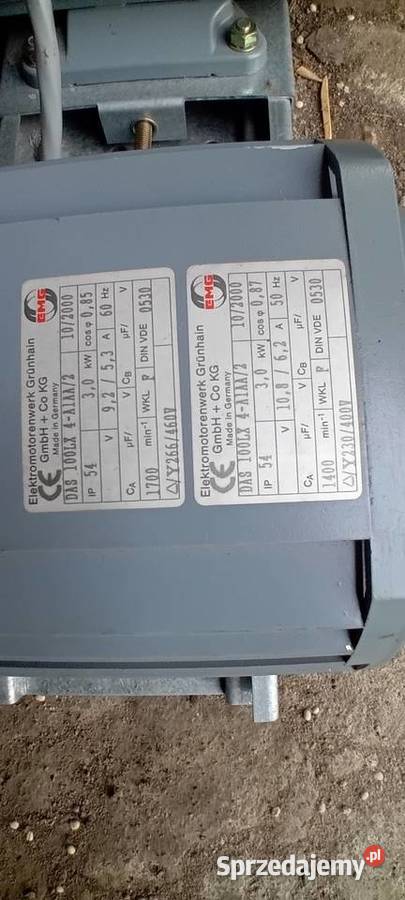 Elektromotorenwerk Grünhain
GmbH + Co KG
Made in Germany
EMG
CE
DAS 100LX 4-A1AA/2 10/2000
IP 54 3,0 kW cos φ 0,85
V 9,2 / 5,3 A 60 Hz
CA µF/ V CB µF/ V
1700 min⁻¹ WKL F DIN VDE 0530
△/Y266/460V
Elektromotorenwerk Grünhain
GmbH + Co KG
Made in Germany
EMG
CE
DAS 100LX 4-A1AA/2 10/2000
IP 54 3,0 kW cos φ 0,87
V 10,8 / 6,2 A 50 Hz
CA µF/ V CB µF/ V
1400 min⁻¹ WKL F DIN VDE 0530
△/Y230/400V
Sprzedajemy.pl